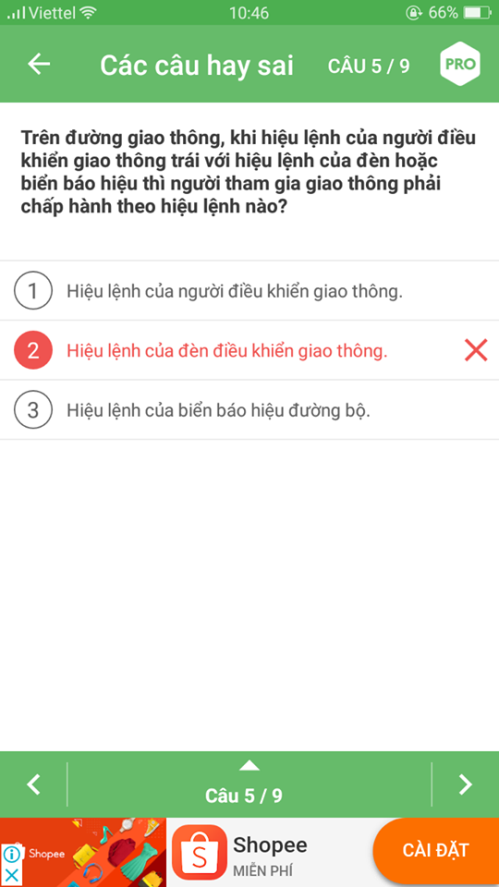 Viettel 10:46 66%
Các câu hay sai CÂU 5 / 9 PRO
Trên đường giao thông, khi hiệu lệnh của người điều
khiển giao thông trái với hiệu lệnh của đèn hoặc
biển báo hiệu thì người tham gia giao thông phải
chấp hành theo hiệu lệnh nào?
1 Hiệu lệnh của người điều khiển giao thông.
2 Hiệu lệnh của đèn điều khiển giao thông.
3 Hiệu lệnh của biển báo hiệu đường bộ.
Câu 5 / 9
Shopee
S
Shopee
MIỄN PHÍ
CÀI ĐẶT